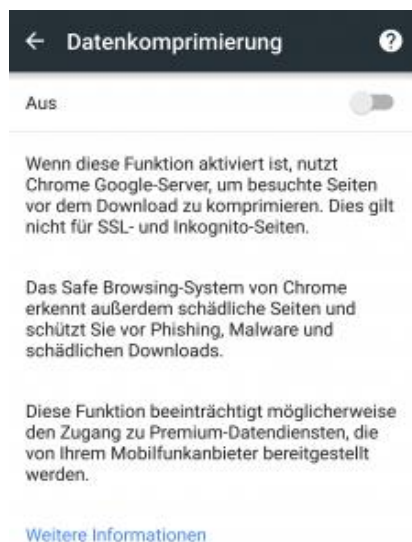 Datenkomprimierung
Aus
Wenn diese Funktion aktiviert ist, nutzt
Chrome Google-Server, um besuchte Seiten
vor dem Download zu komprimieren. Dies gilt
nicht für SSL- und Inkognito-Seiten.
Das Safe Browsing-System von Chrome
erkennt außerdem schädliche Seiten und
schützt Sie vor Phishing, Malware und
schädlichen Downloads.
Diese Funktion beeinträchtigt möglicherweise
den Zugang zu Premium-Datendiensten, die
von Ihrem Mobilfunkanbieter bereitgestellt
werden.
Weitere Informationen